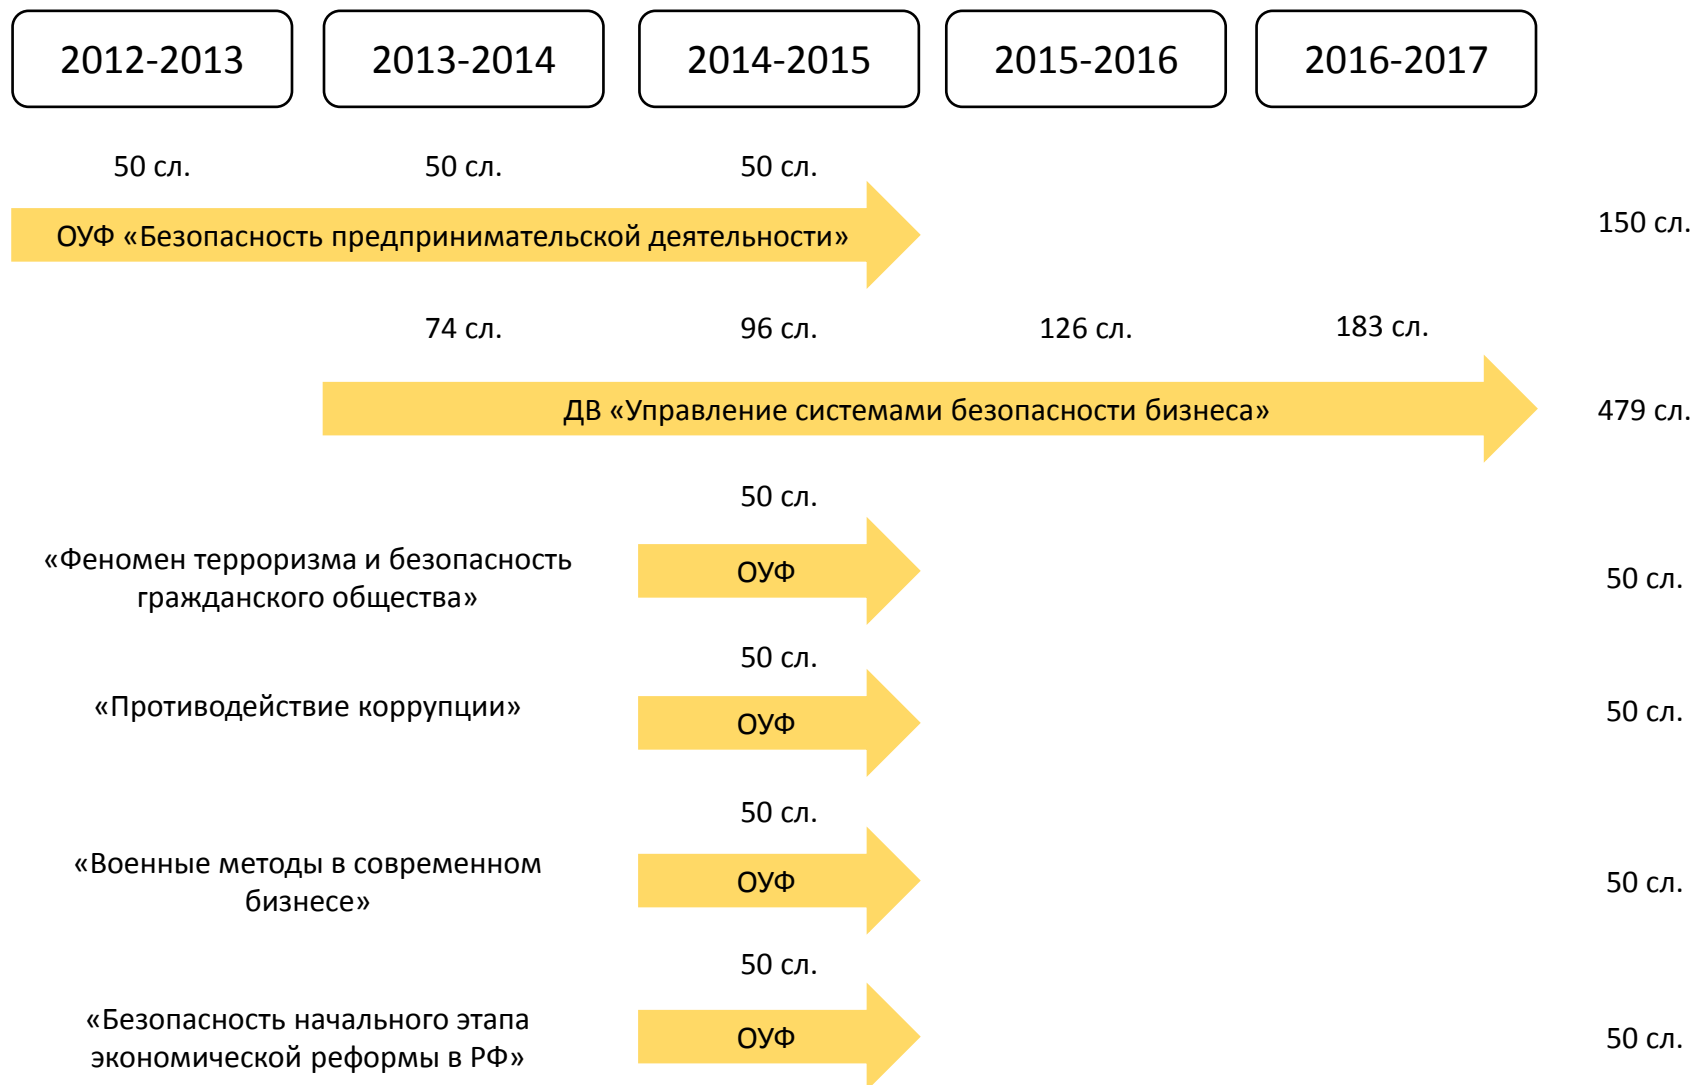 2012-2013
2013-2014
2014-2015
2015-2016
2016-2017
50 сл.
50 сл.
50 сл.
ОУФ «Безопасность предпринимательской деятельности»
150 сл.
74 сл.
96 сл.
126 сл.
183 сл.
ДВ «Управление системами безопасности бизнеса»
479 сл.
50 сл.
«Феномен терроризма и безопасность
гражданского общества»
ОУФ
50 сл.
50 сл.
«Противодействие коррупции»
ОУФ
50 сл.
50 сл.
«Военные методы в современном
бизнесе»
ОУФ
50 сл.
50 сл.
«Безопасность начального этапа
экономической реформы в РФ»
ОУФ
50 сл.